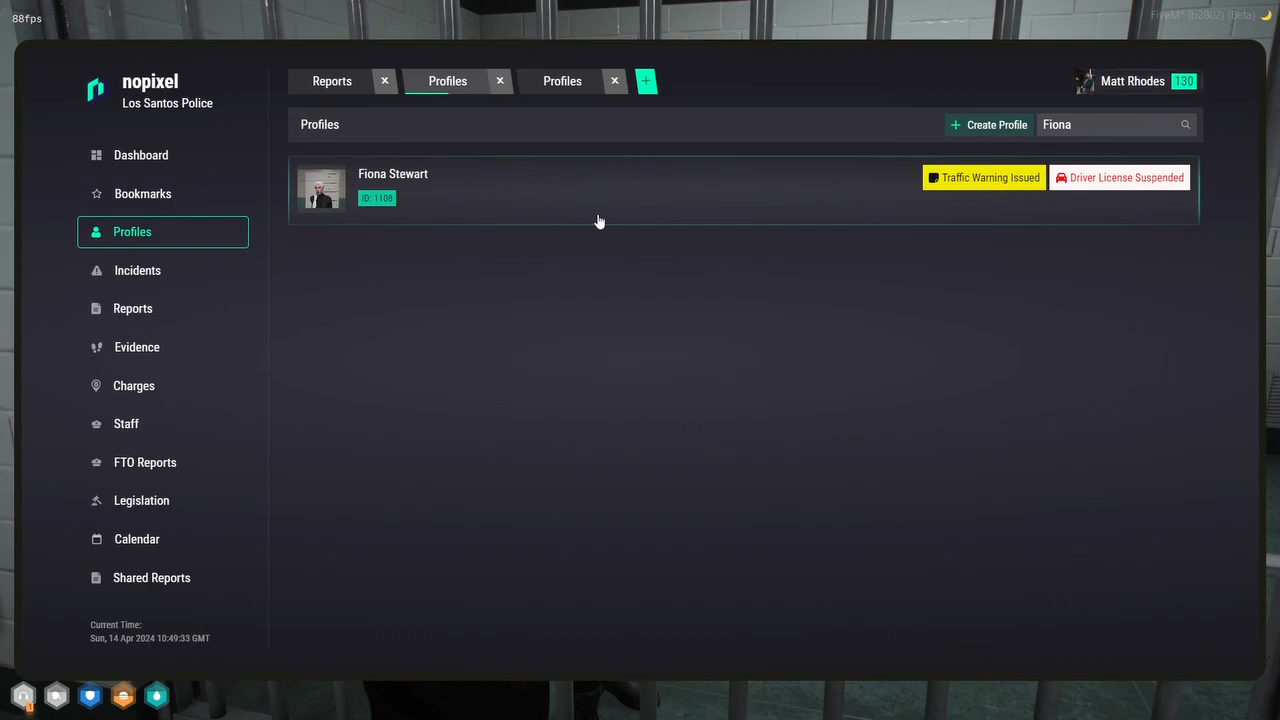 88fps
FiveM® (b2802) (Beta)
nopixel
Los Santos Police
Reports
Profiles
Profiles
+
Matt Rhodes 130
Profiles
+ Create Profile
Fiona
Dashboard
Bookmarks
Profiles
Incidents
Reports
Evidence
Charges
Staff
FTO Reports
Legislation
Calendar
Shared Reports
Fiona Stewart
ID: 1108
Traffic Warning Issued
Driver License Suspended
Current Time:
Sun, 14 Apr 2024 10:49:33 GMT
1